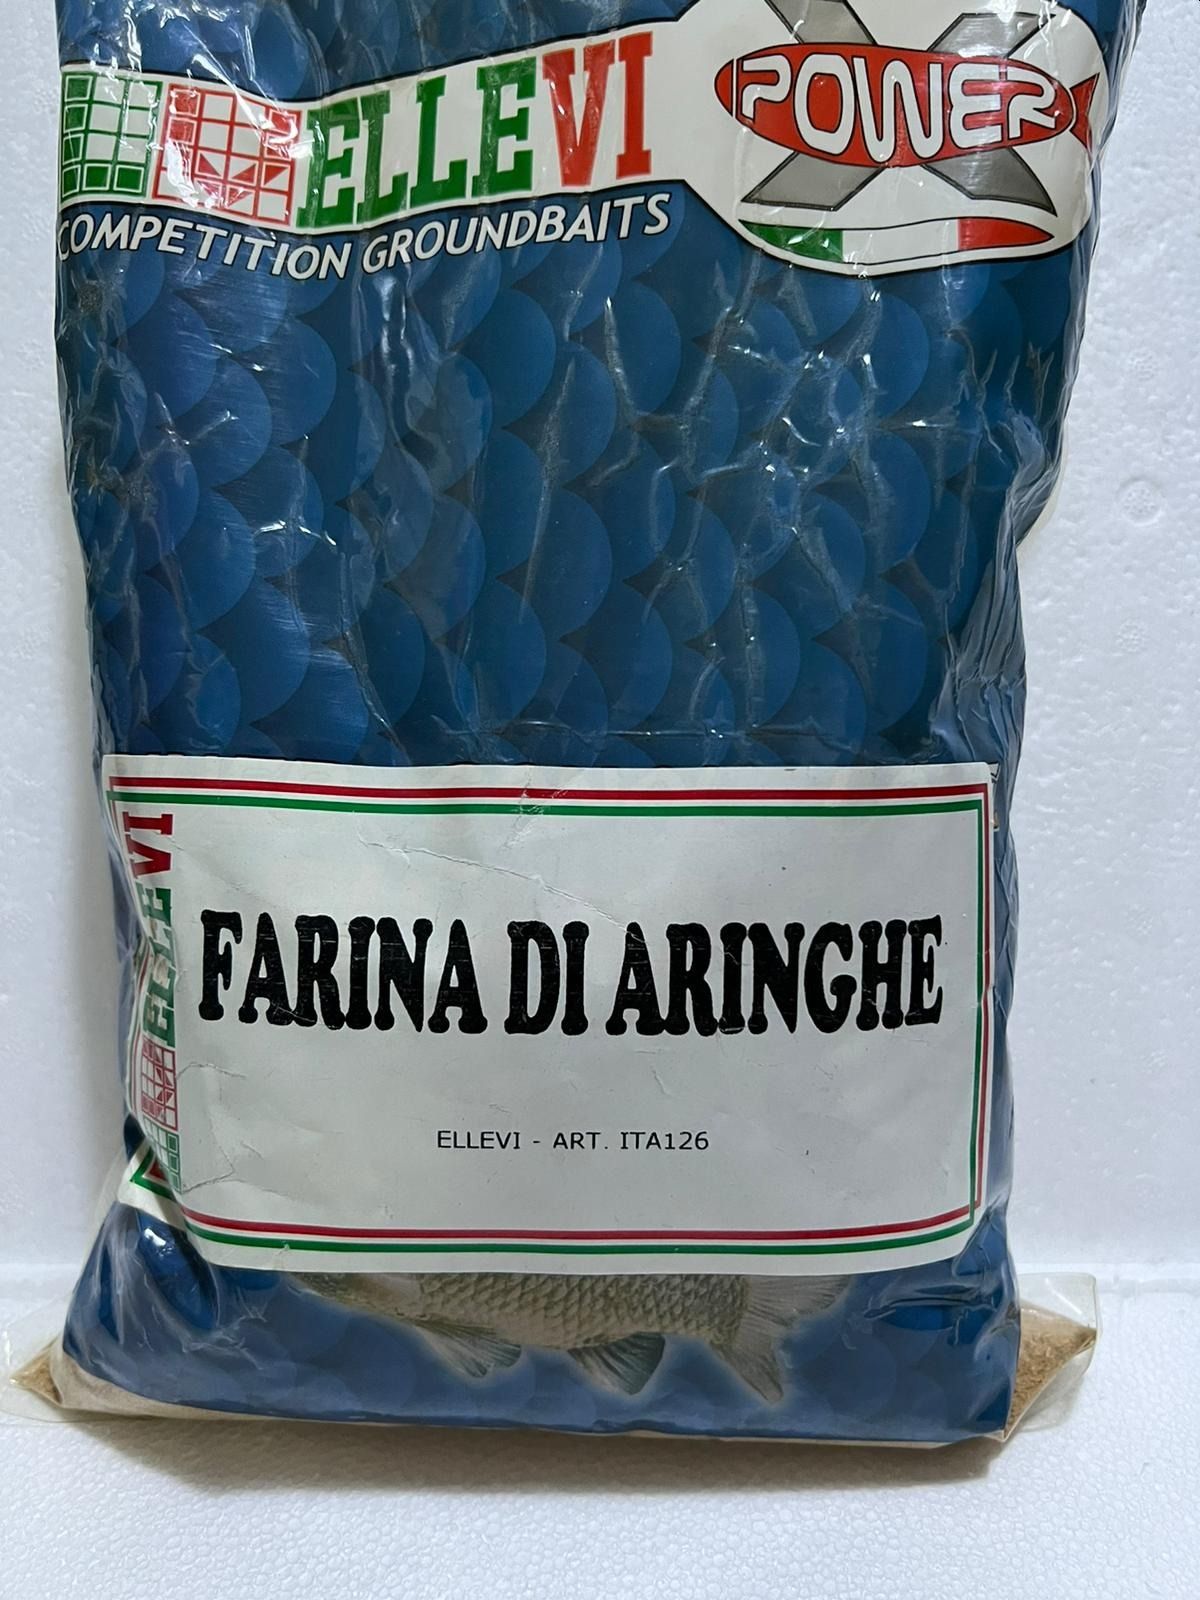 ELLEVI
POWER
COMPETITION GROUNDBAITS
ELLEVI
FARINA DI ARINGHE
ELLEVI - ART. ITA126